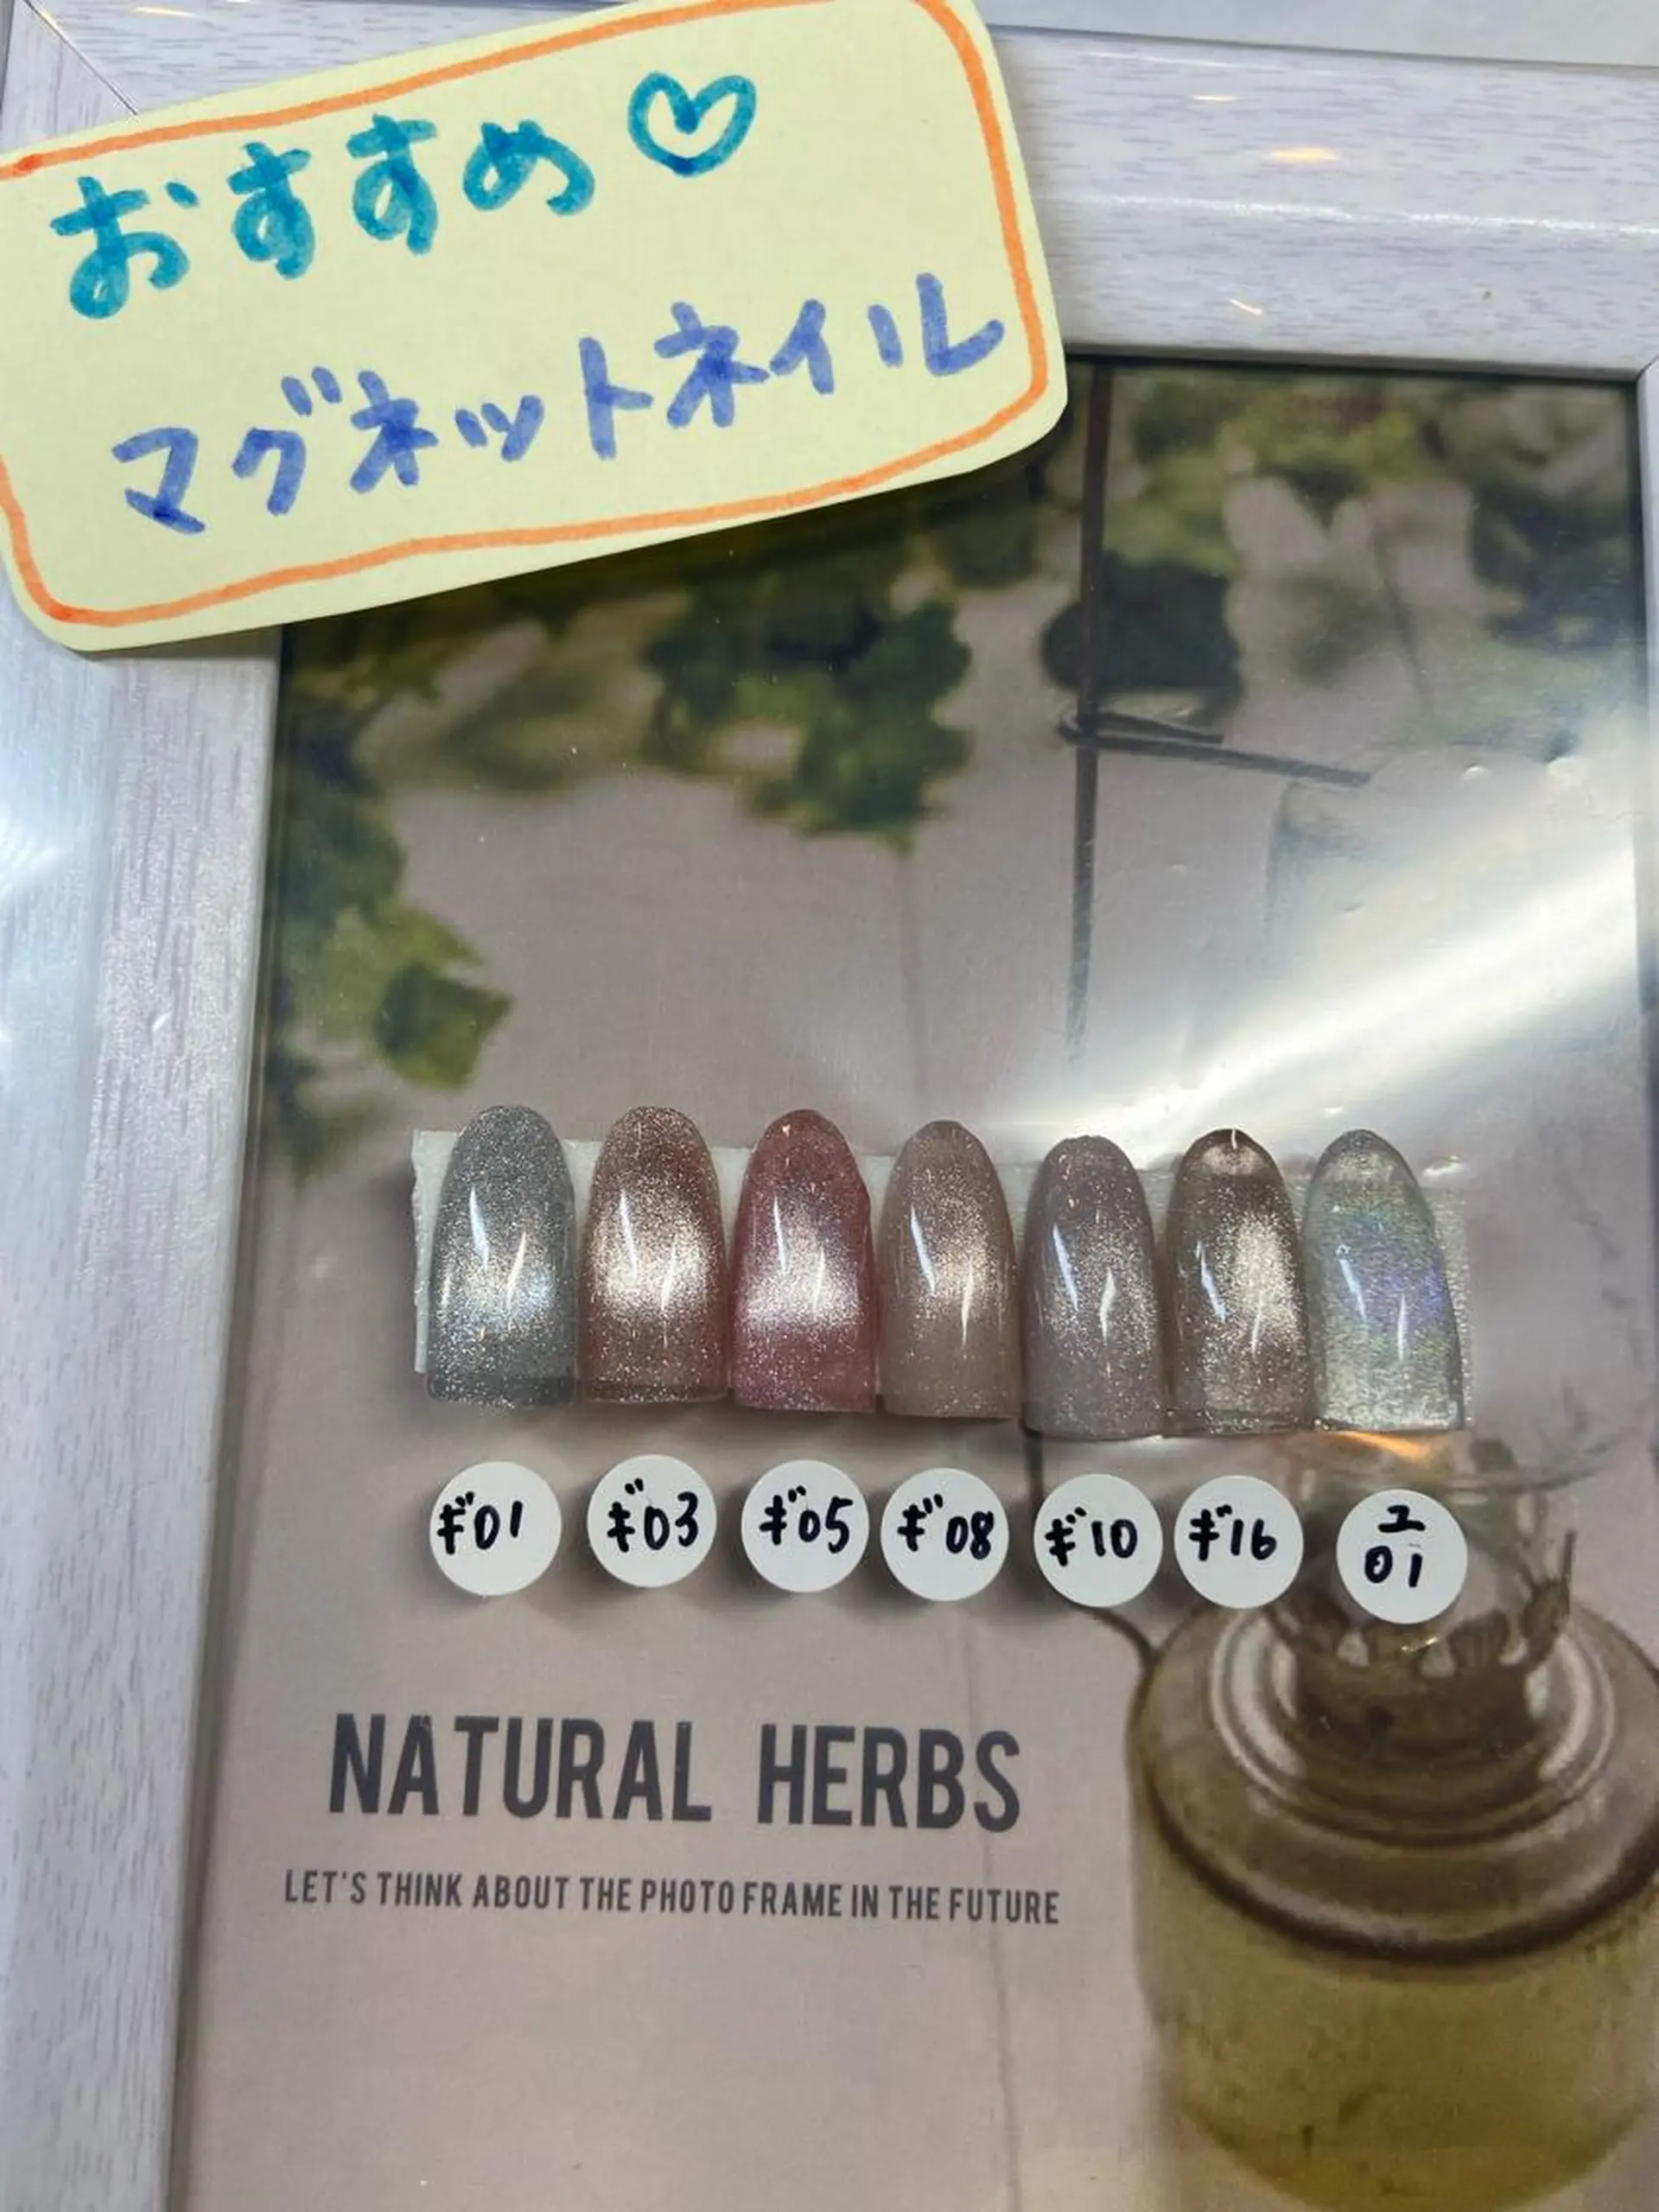 おすすめ♡
マグネットネイル
ギ01
ギ03
ギ05
ギ08
ギ10
ギ16
ユ
01
NATURAL HERBS
LET'S THINK ABOUT THE PHOTO FRAME IN THE FUTURE